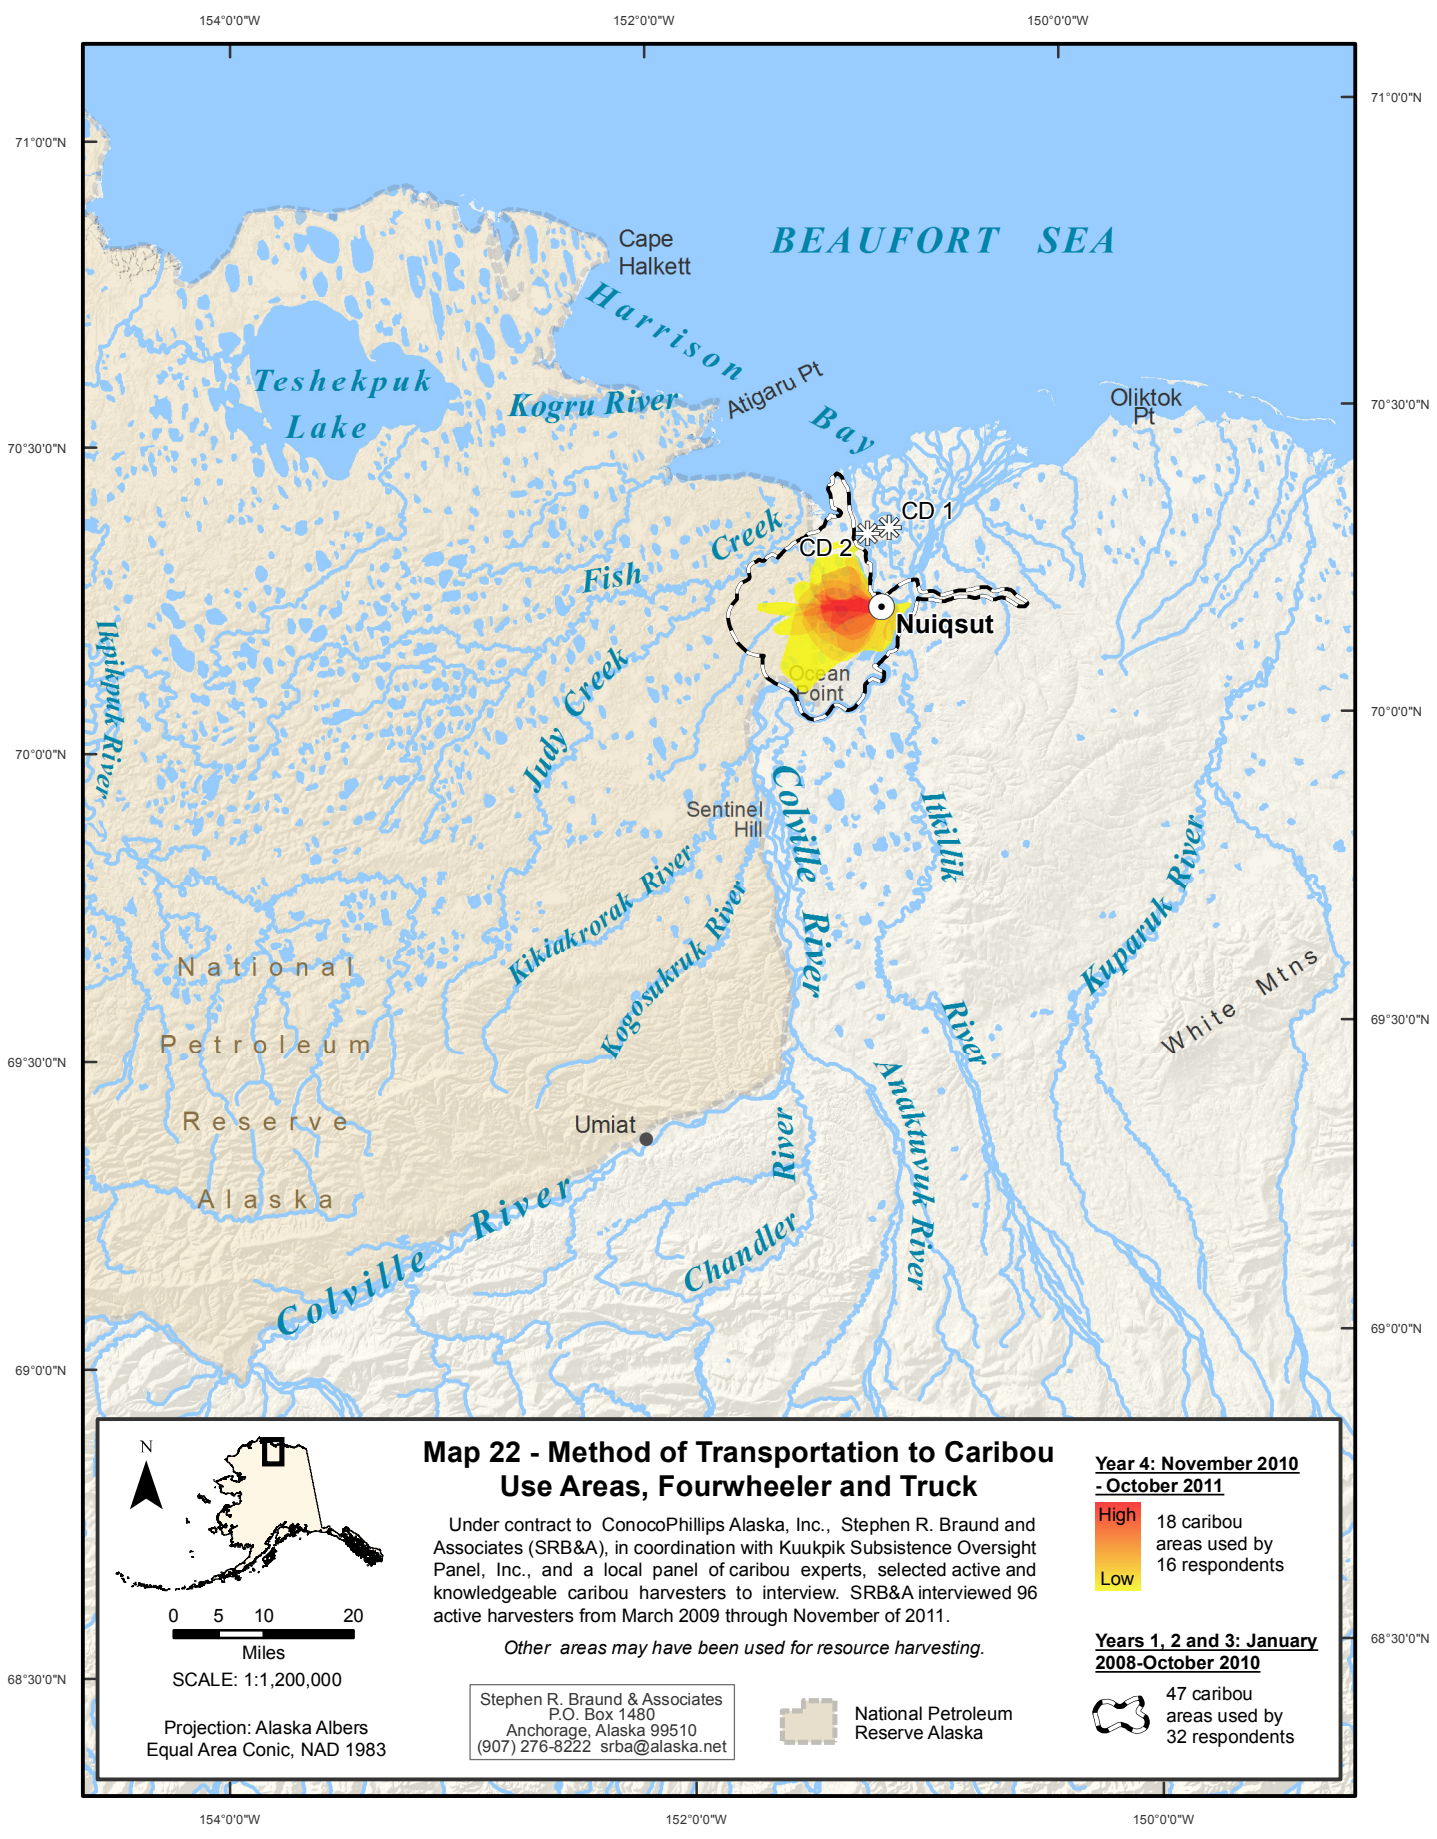 154°0'0"W
152°0'0"W
150°0'0"W
71°0'0"N
71°0'0"N
BEAUFORT SEA
Cape
Halkett
Harrison
Bay
Teshekpuk
Lake
Kogru River
Atigaru Pt
Oliktok
Pt
70°30'0"N
70°30'0"N
CD 1
CD 2
Fish
Creek
Nuiqsut
Ocean
Point
Judy Creek
Ikpikpuk River
70°0'0"N
70°0'0"N
Sentinel
Hill
Colville
River
Itkillik
River
Kikiakrorak River
Kogosukruk River
Kuparuk River
White Mtns
National
Petroleum
Reserve
Alaska
69°30'0"N
69°30'0"N
Anaktuvuk River
Umiat
Chandler
River
Colville River
69°0'0"N
69°0'0"N
N
Map 22 - Method of Transportation to Caribou
Use Areas, Fourwheeler and Truck
Under contract to ConocoPhillips Alaska, Inc., Stephen R. Braund and
Associates (SRB&A), in coordination with Kuukpik Subsistence Oversight
Panel, Inc., and a local panel of caribou experts, selected active and
knowledgeable caribou harvesters to interview. SRB&A interviewed 96
active harvesters from March 2009 through November of 2011.
Other areas may have been used for resource harvesting.
0 5 10 20
Miles
SCALE: 1:1,200,000
Projection: Alaska Albers
Equal Area Conic, NAD 1983
Stephen R. Braund & Associates
P.O. Box 1480
Anchorage, Alaska 99510
(907) 276-8222 srba@alaska.net
National Petroleum
Reserve Alaska
Year 4: November 2010
- October 2011
High
Low
18 caribou
areas used by
16 respondents
Years 1, 2 and 3: January
2008-October 2010
47 caribou
areas used by
32 respondents
68°30'0"N
68°30'0"N
154°0'0"W
152°0'0"W
150°0'0"W